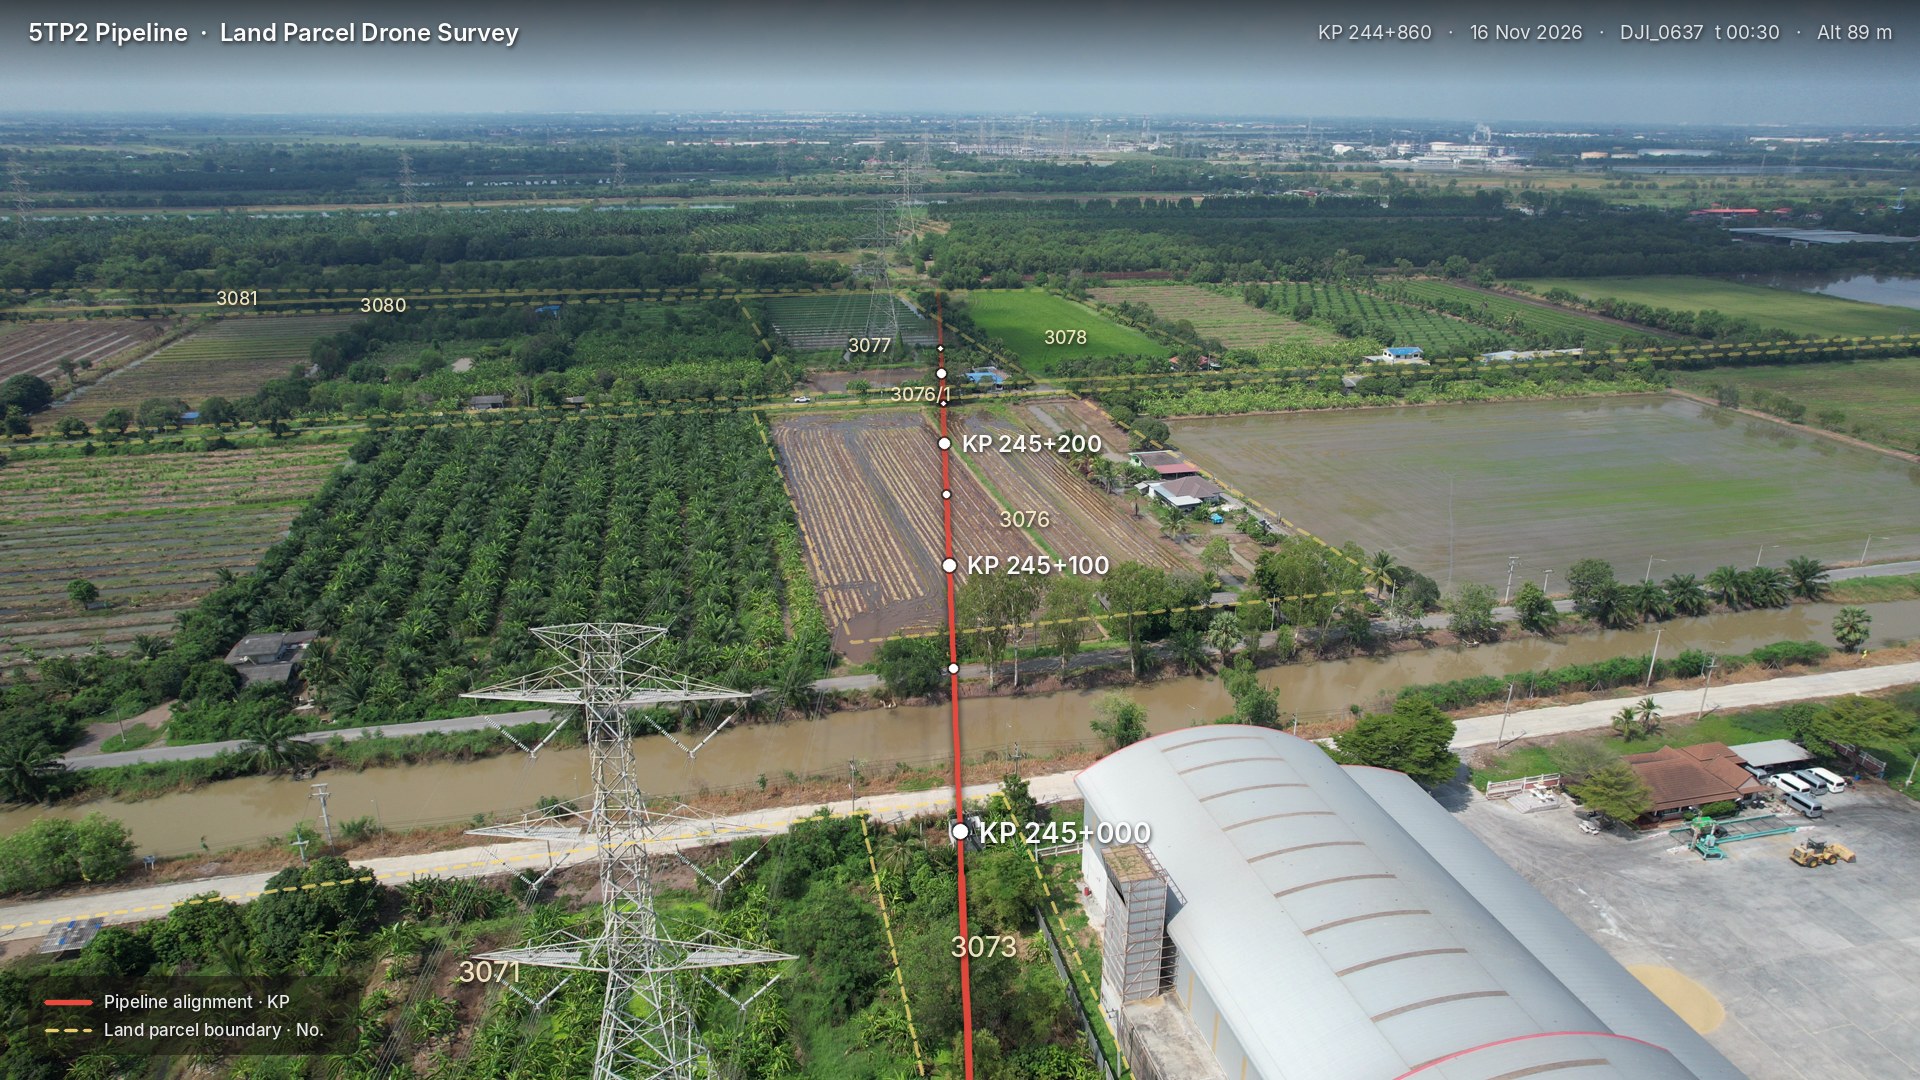 5TP2 Pipeline · Land Parcel Drone Survey
KP 244+860 · 16 Nov 2026 · DJI_0637 t 00:30 · Alt 89 m
3081
3080
3077
3078
3076/1
KP 245+200
3076
KP 245+100
KP 245+000
3073
3071
Pipeline alignment · KP
Land parcel boundary · No.